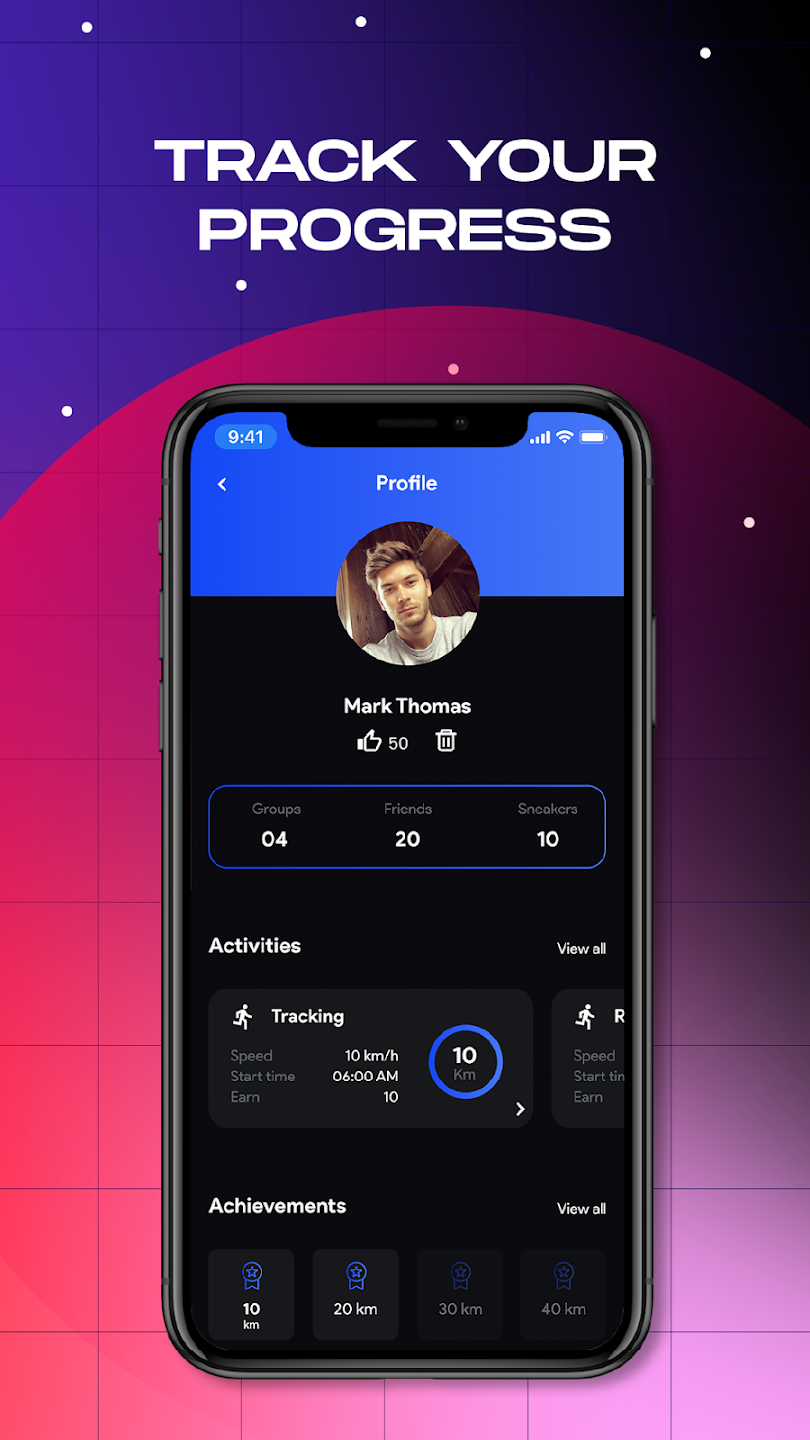 TRACK YOUR
PROGRESS
9:41
Profile
Mark Thomas
50
Groups Friends Sneakers
04 20 10
Activities View all
Tracking R
Speed 10 km/h 10 Speed
Start time 06:00 AM Km Start tin
Earn 10 Earn
Achievements View all
10 20 km 30 km 40 km
km